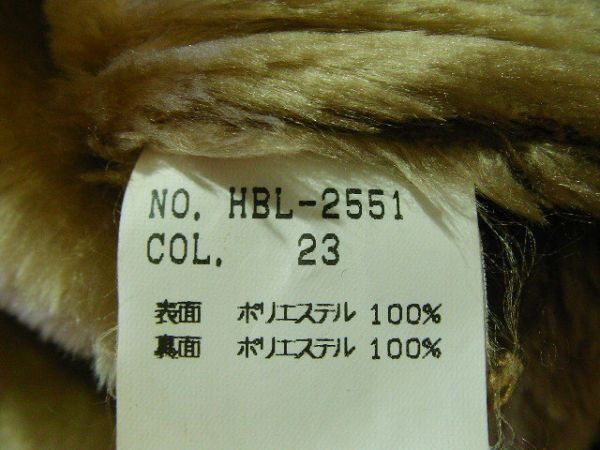 NO. HBL-2551
COL. 23
表面 ポリエステル 100%
裏面 ポリエステル 100%